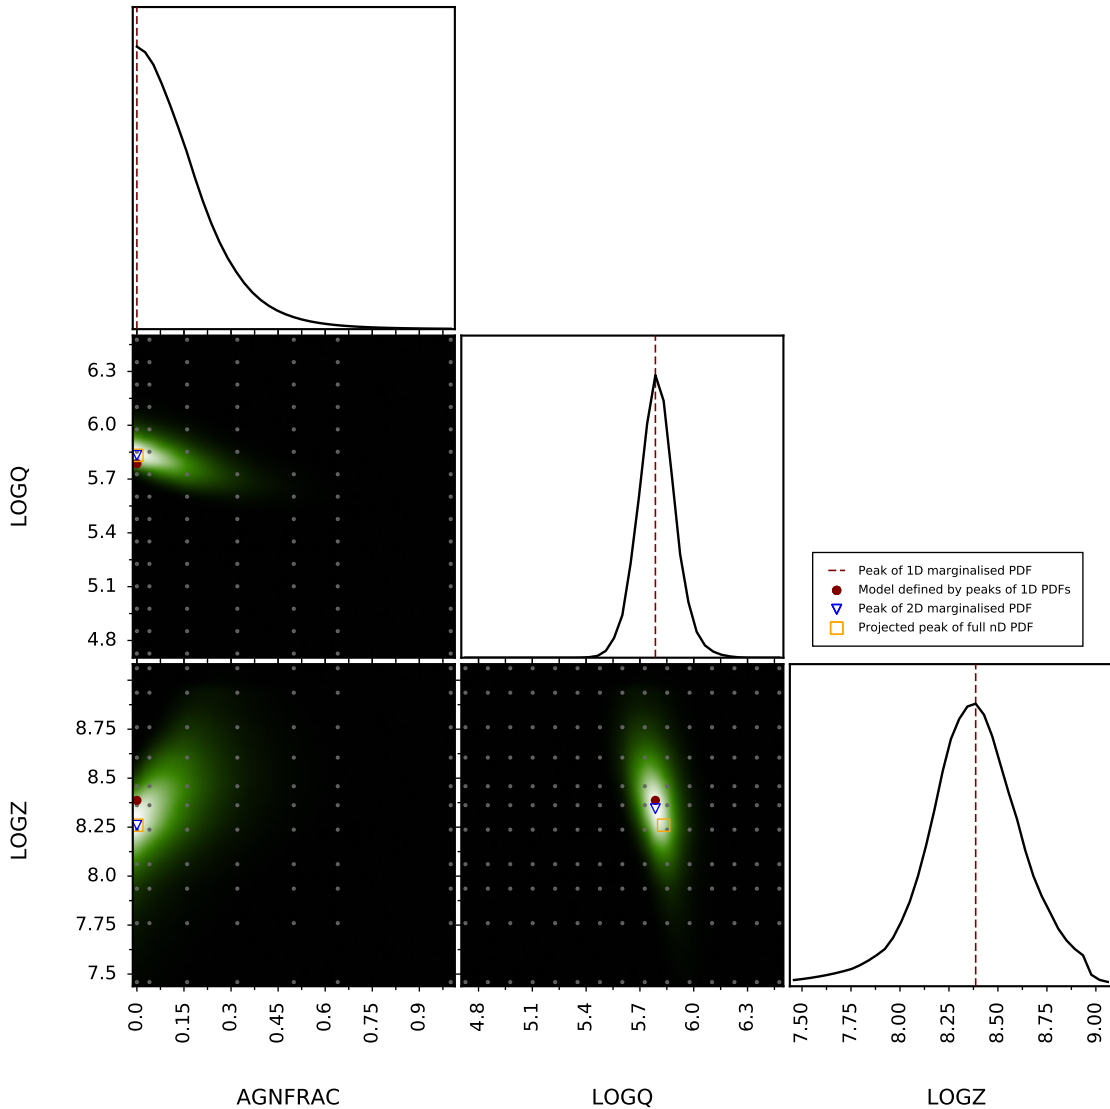 6.3
6.0
5.7
5.4
5.1
4.8
LOGQ
Peak of 1D marginalised PDF
Model defined by peaks of 1D PDFs
Peak of 2D marginalised PDF
Projected peak of full nD PDF
8.75
8.5
8.25
8.0
7.75
7.5
LOGZ
0.0 0.15 0.3 0.45 0.6 0.75 0.9
4.8 5.1 5.4 5.7 6.0 6.3
7.50 7.75 8.00 8.25 8.50 8.75 9.00
AGNFRAC LOGQ LOGZ